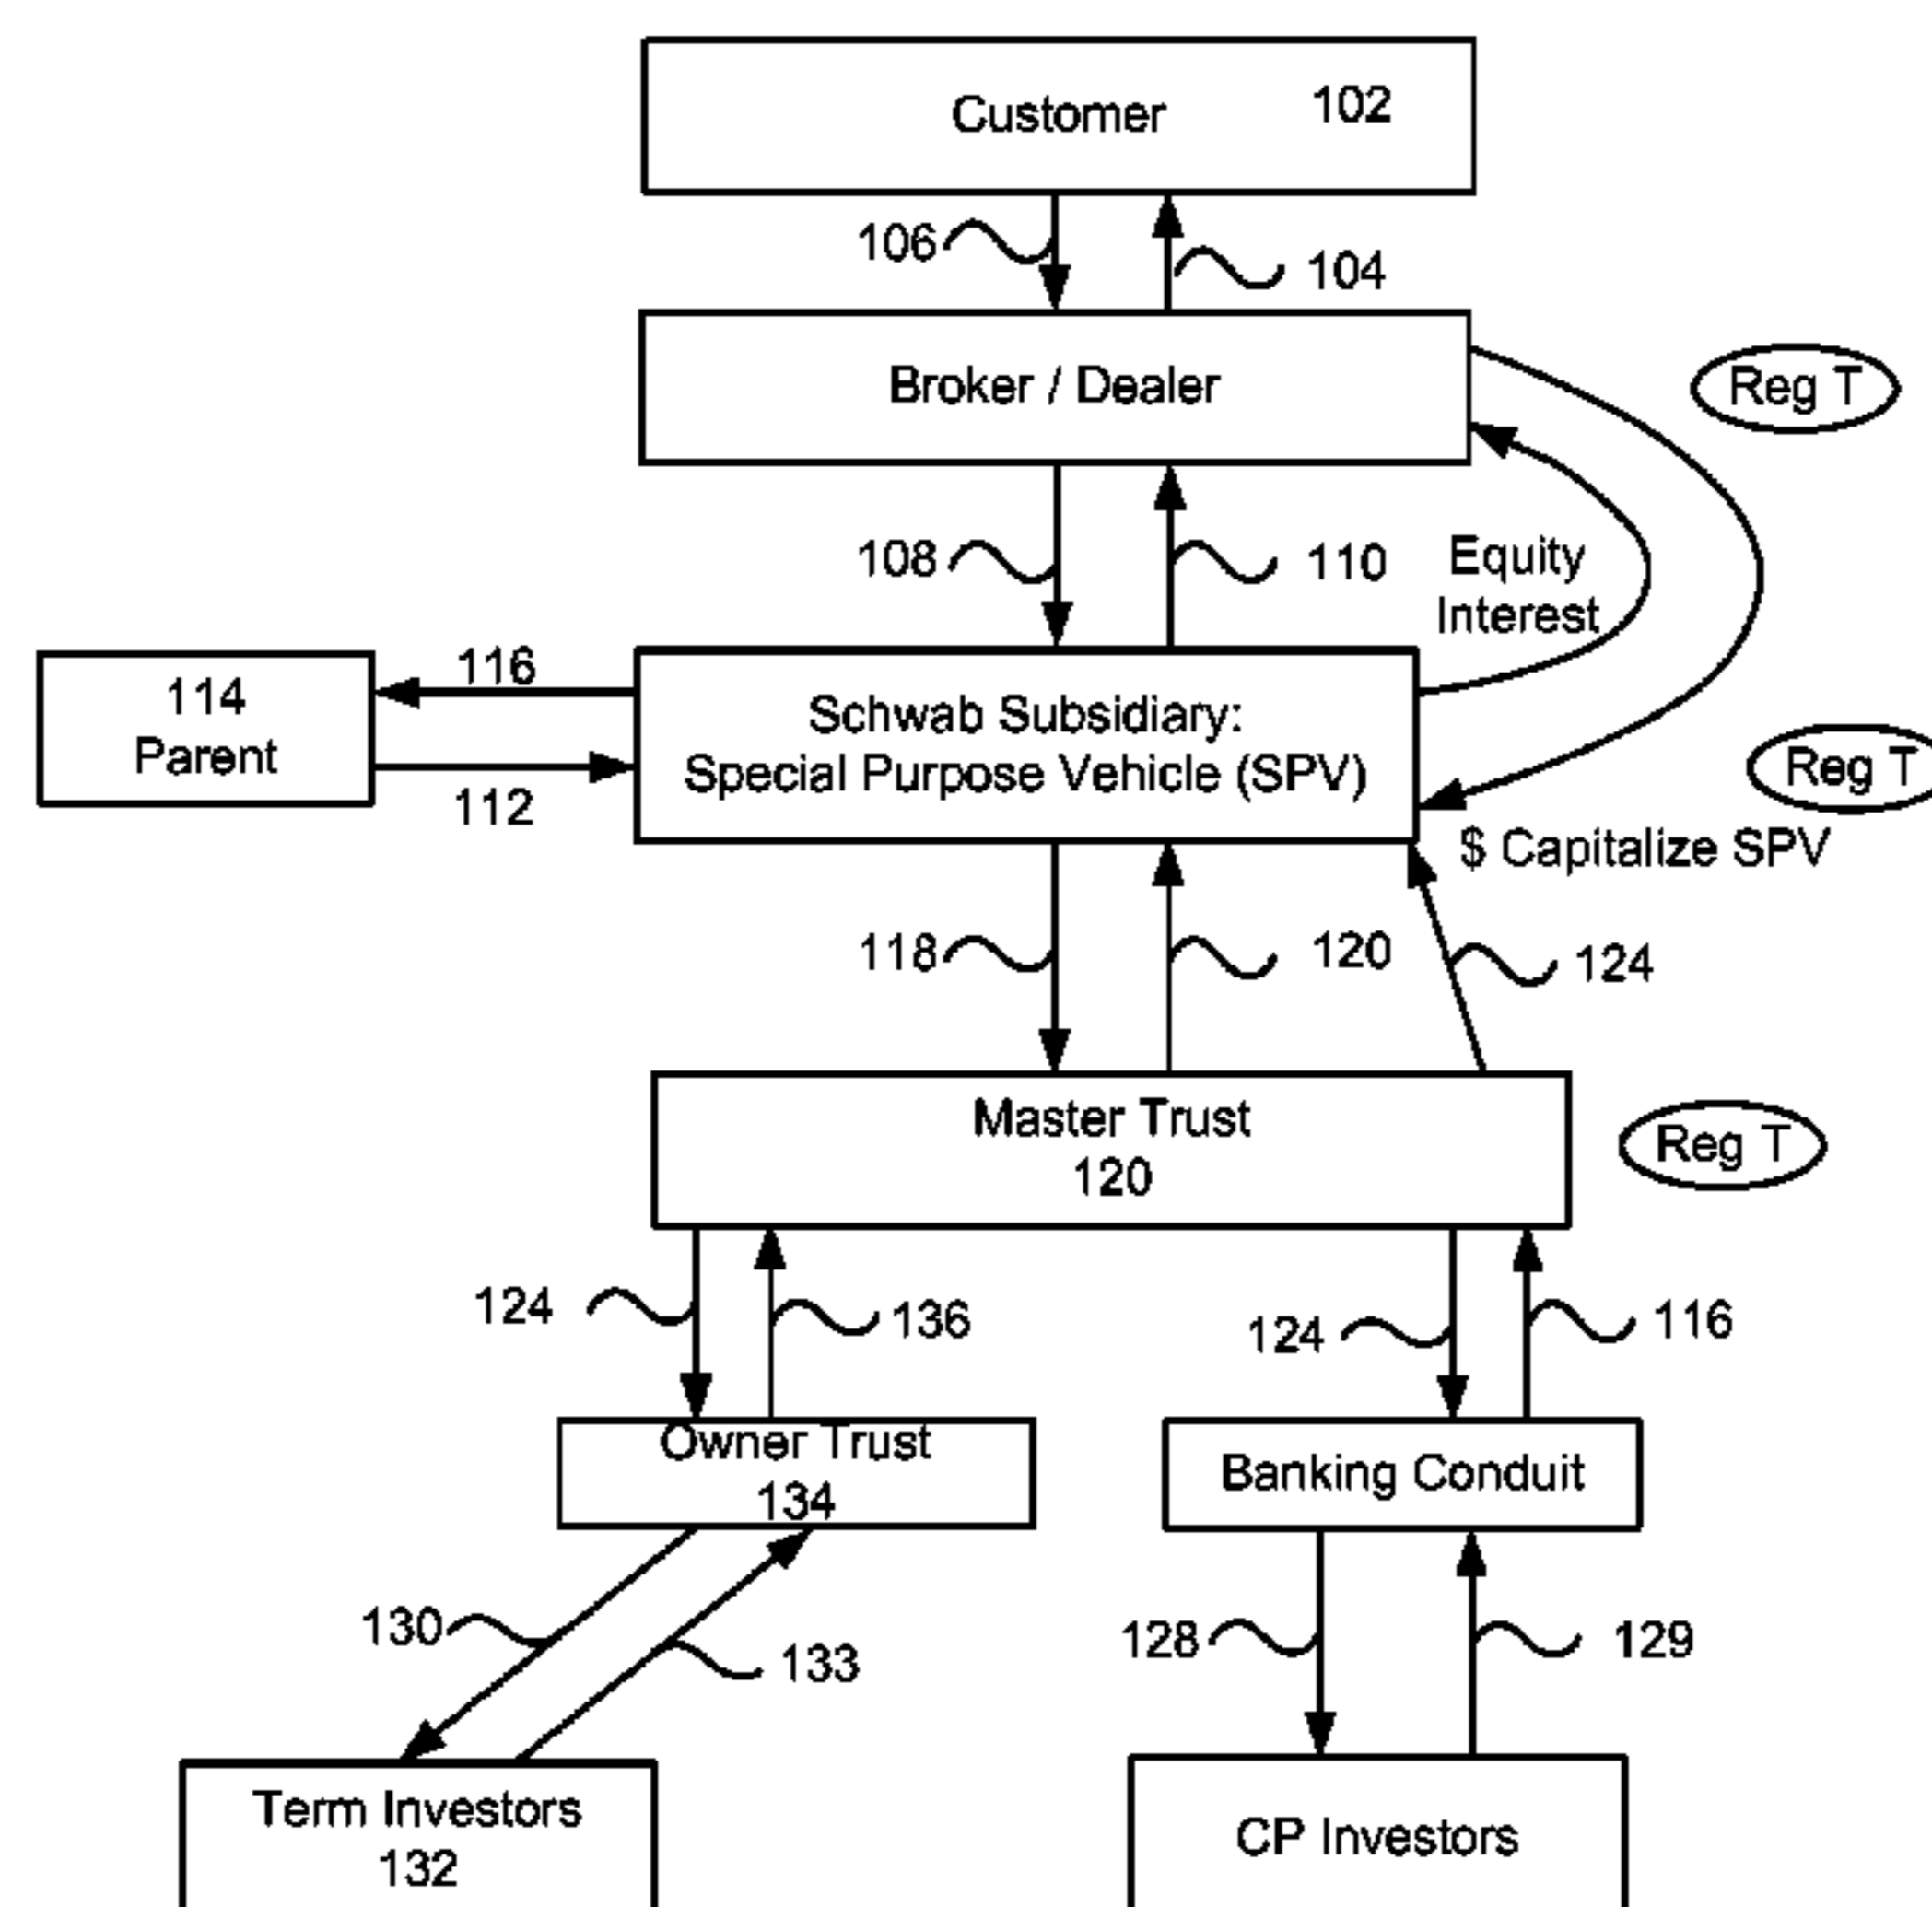 Customer 102
106
104
Broker / Dealer
Reg T
108
110
Equity
Interest
114
Parent
116
112
Schwab Subsidiary:
Special Purpose Vehicle (SPV)
Reg T
$ Capitalize SPV
118
120
124
Master Trust
120
Reg T
124
136
124
116
Owner Trust
134
Banking Conduit
130
133
128
129
Term Investors
132
CP Investors